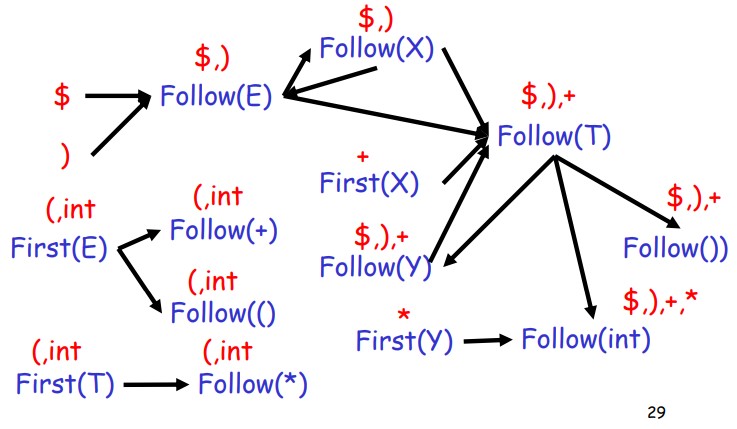 $,)
Follow(X)
$,)
$
Follow(E)
$,),+
Follow(T)
)
+
First(X)
(,int
First(E)
(,int
Follow(+)
$,),+
Follow(Y)
$,),+
Follow())
(,int
Follow(()
*
First(Y)
$,),+,*
Follow(int)
(,int
First(T)
(,int
Follow(*)
29